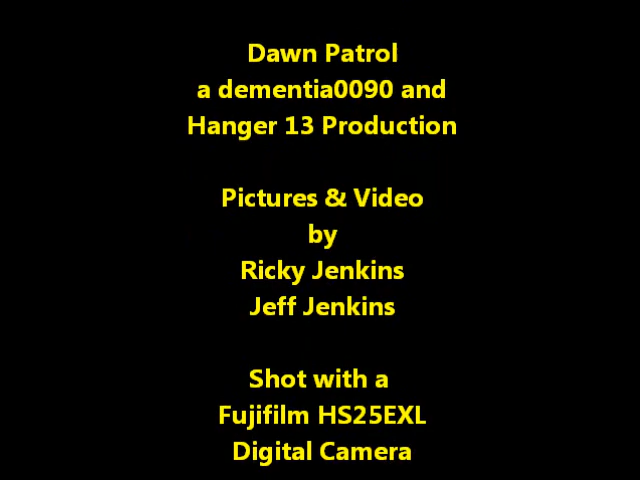 Dawn Patrol
a dementia0090 and
Hanger 13 Production
Pictures & Video
by
Ricky Jenkins
Jeff Jenkins
Shot with a
Fujifilm HS25EXL
Digital Camera